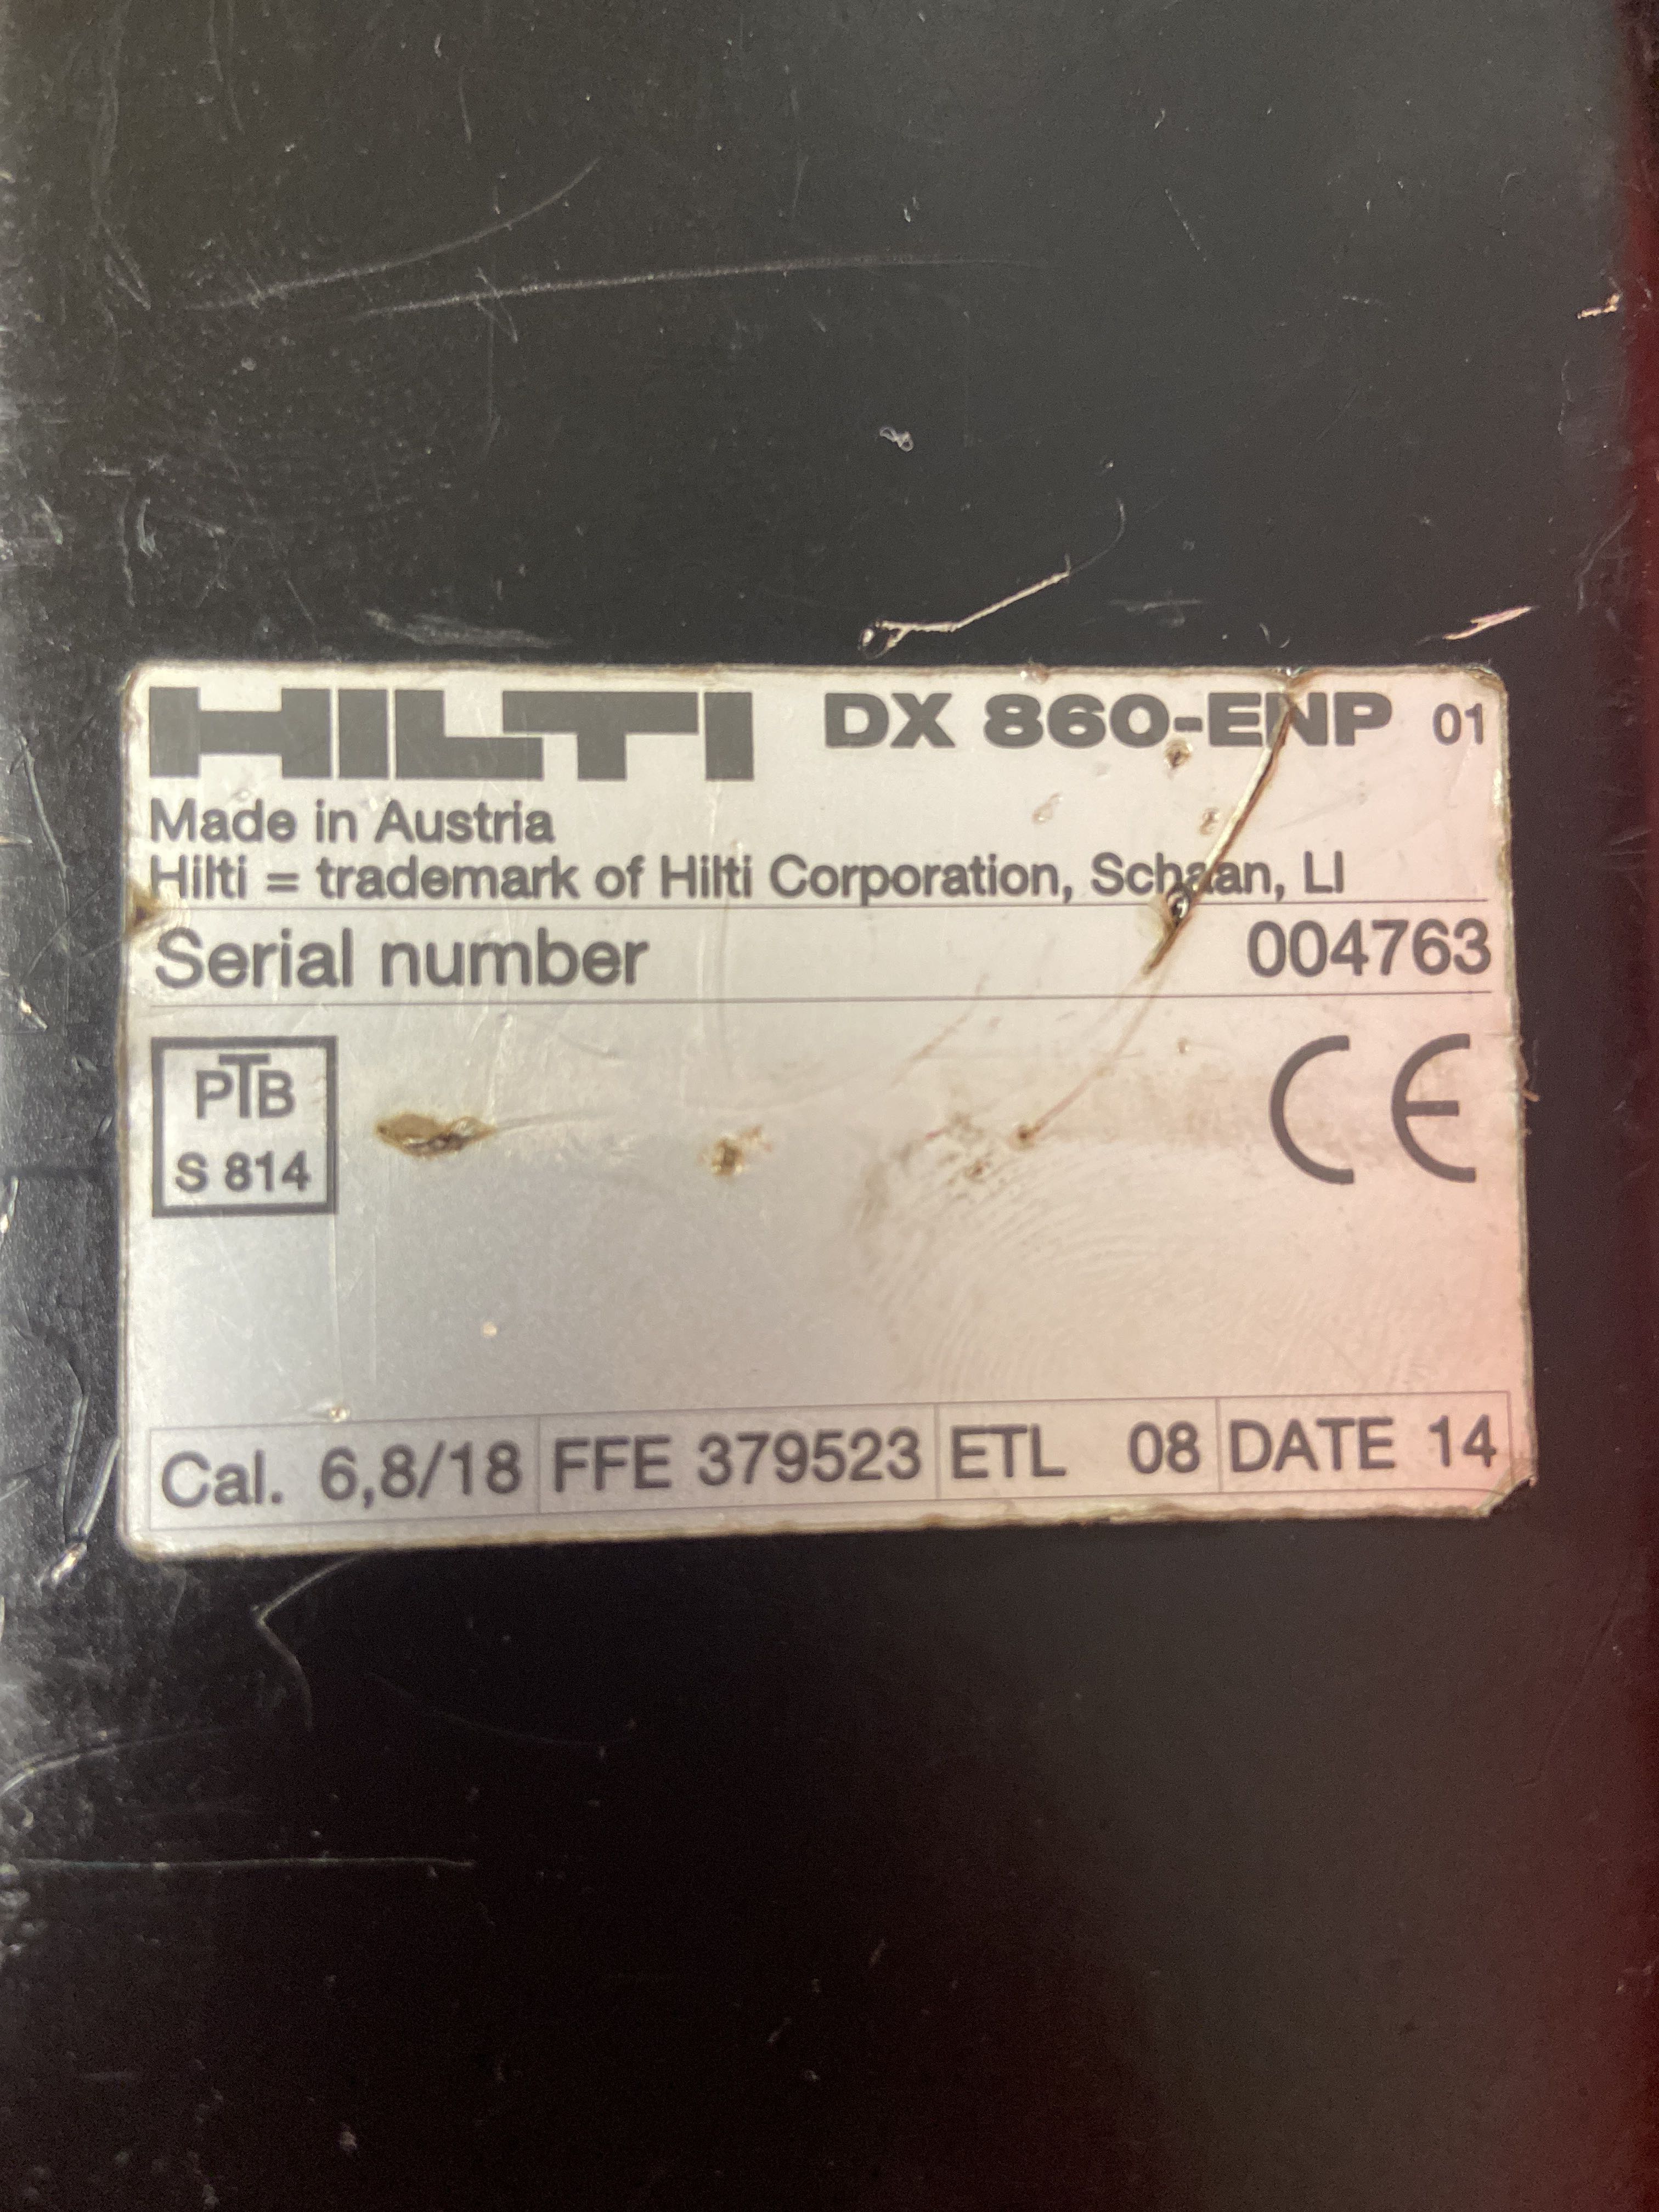 HILTI DX 860-ENP 01
Made in Austria
Hilti = trademark of Hilti Corporation, Schaan, LI
Serial number 004763
PTB
S 814
CE
Cal. 6,8/18 FFE 379523 ETL 08 DATE 14